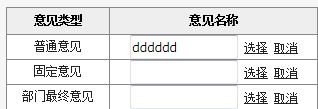 意见类型 意见名称
普通意见 dddddd 选择 取消
固定意见 选择 取消
部门最终意见 选择 取消